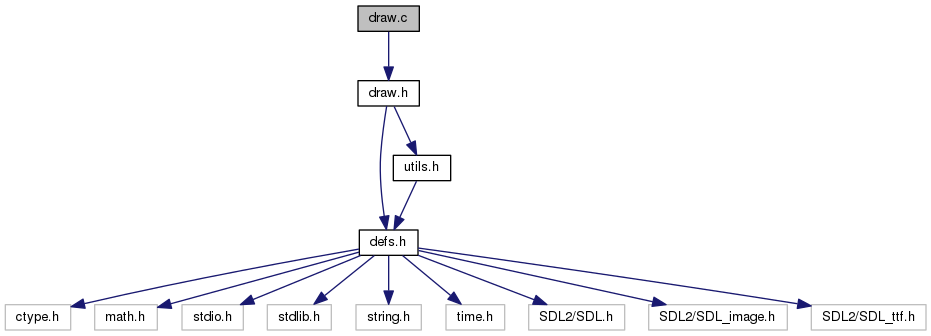 draw.c
draw.h
utils.h
defs.h
ctype.h
math.h
stdio.h
stdlib.h
string.h
time.h
SDL2/SDL.h
SDL2/SDL_image.h
SDL2/SDL_ttf.h